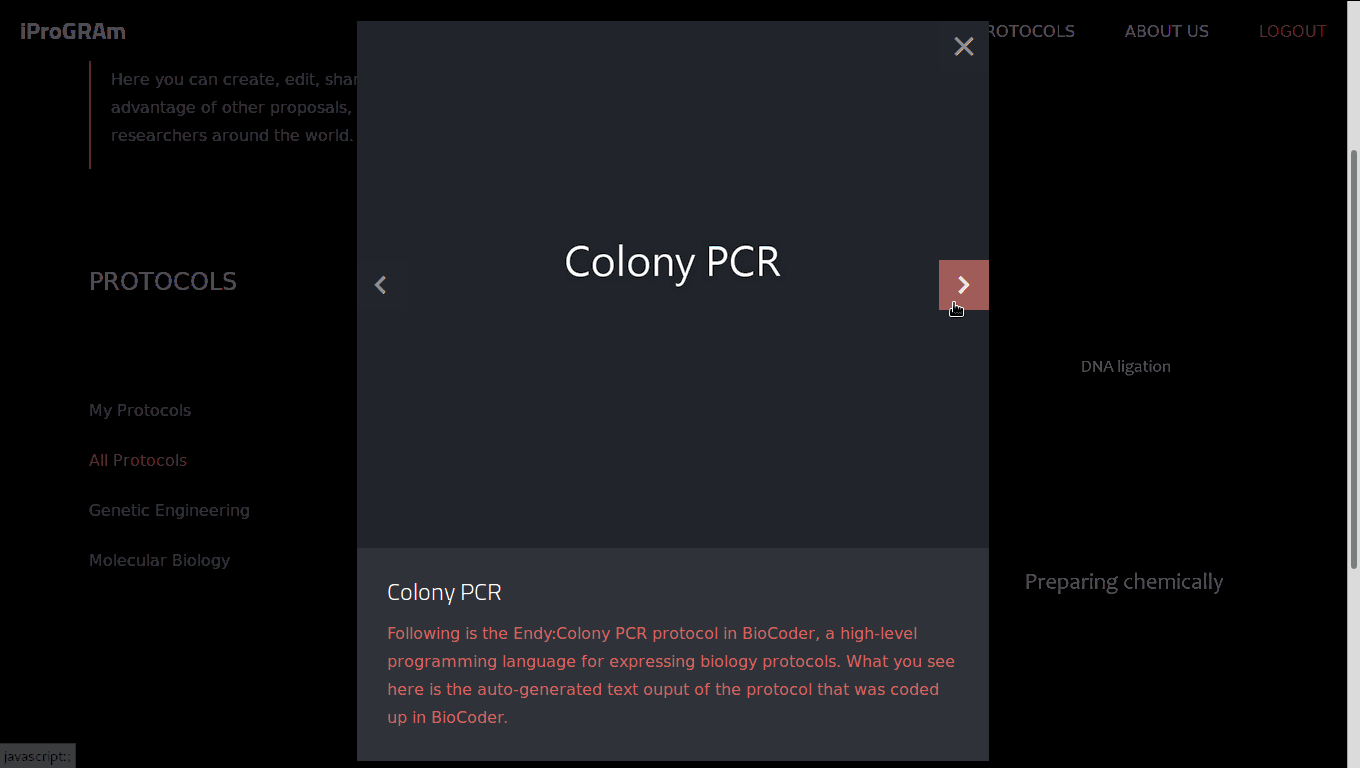 iProGRAm
ROTOCOLS
ABOUT US
LOGOUT
Here you can create, edit, shar
advantage of other proposals,
researchers around the world.
PROTOCOLS
My Protocols
All Protocols
Genetic Engineering
Molecular Biology
Colony PCR
DNA ligation
Preparing chemically
Colony PCR
Following is the Endy:Colony PCR protocol in BioCoder, a high-level
programming language for expressing biology protocols. What you see
here is the auto-generated text ouput of the protocol that was coded
up in BioCoder.
javascript:;